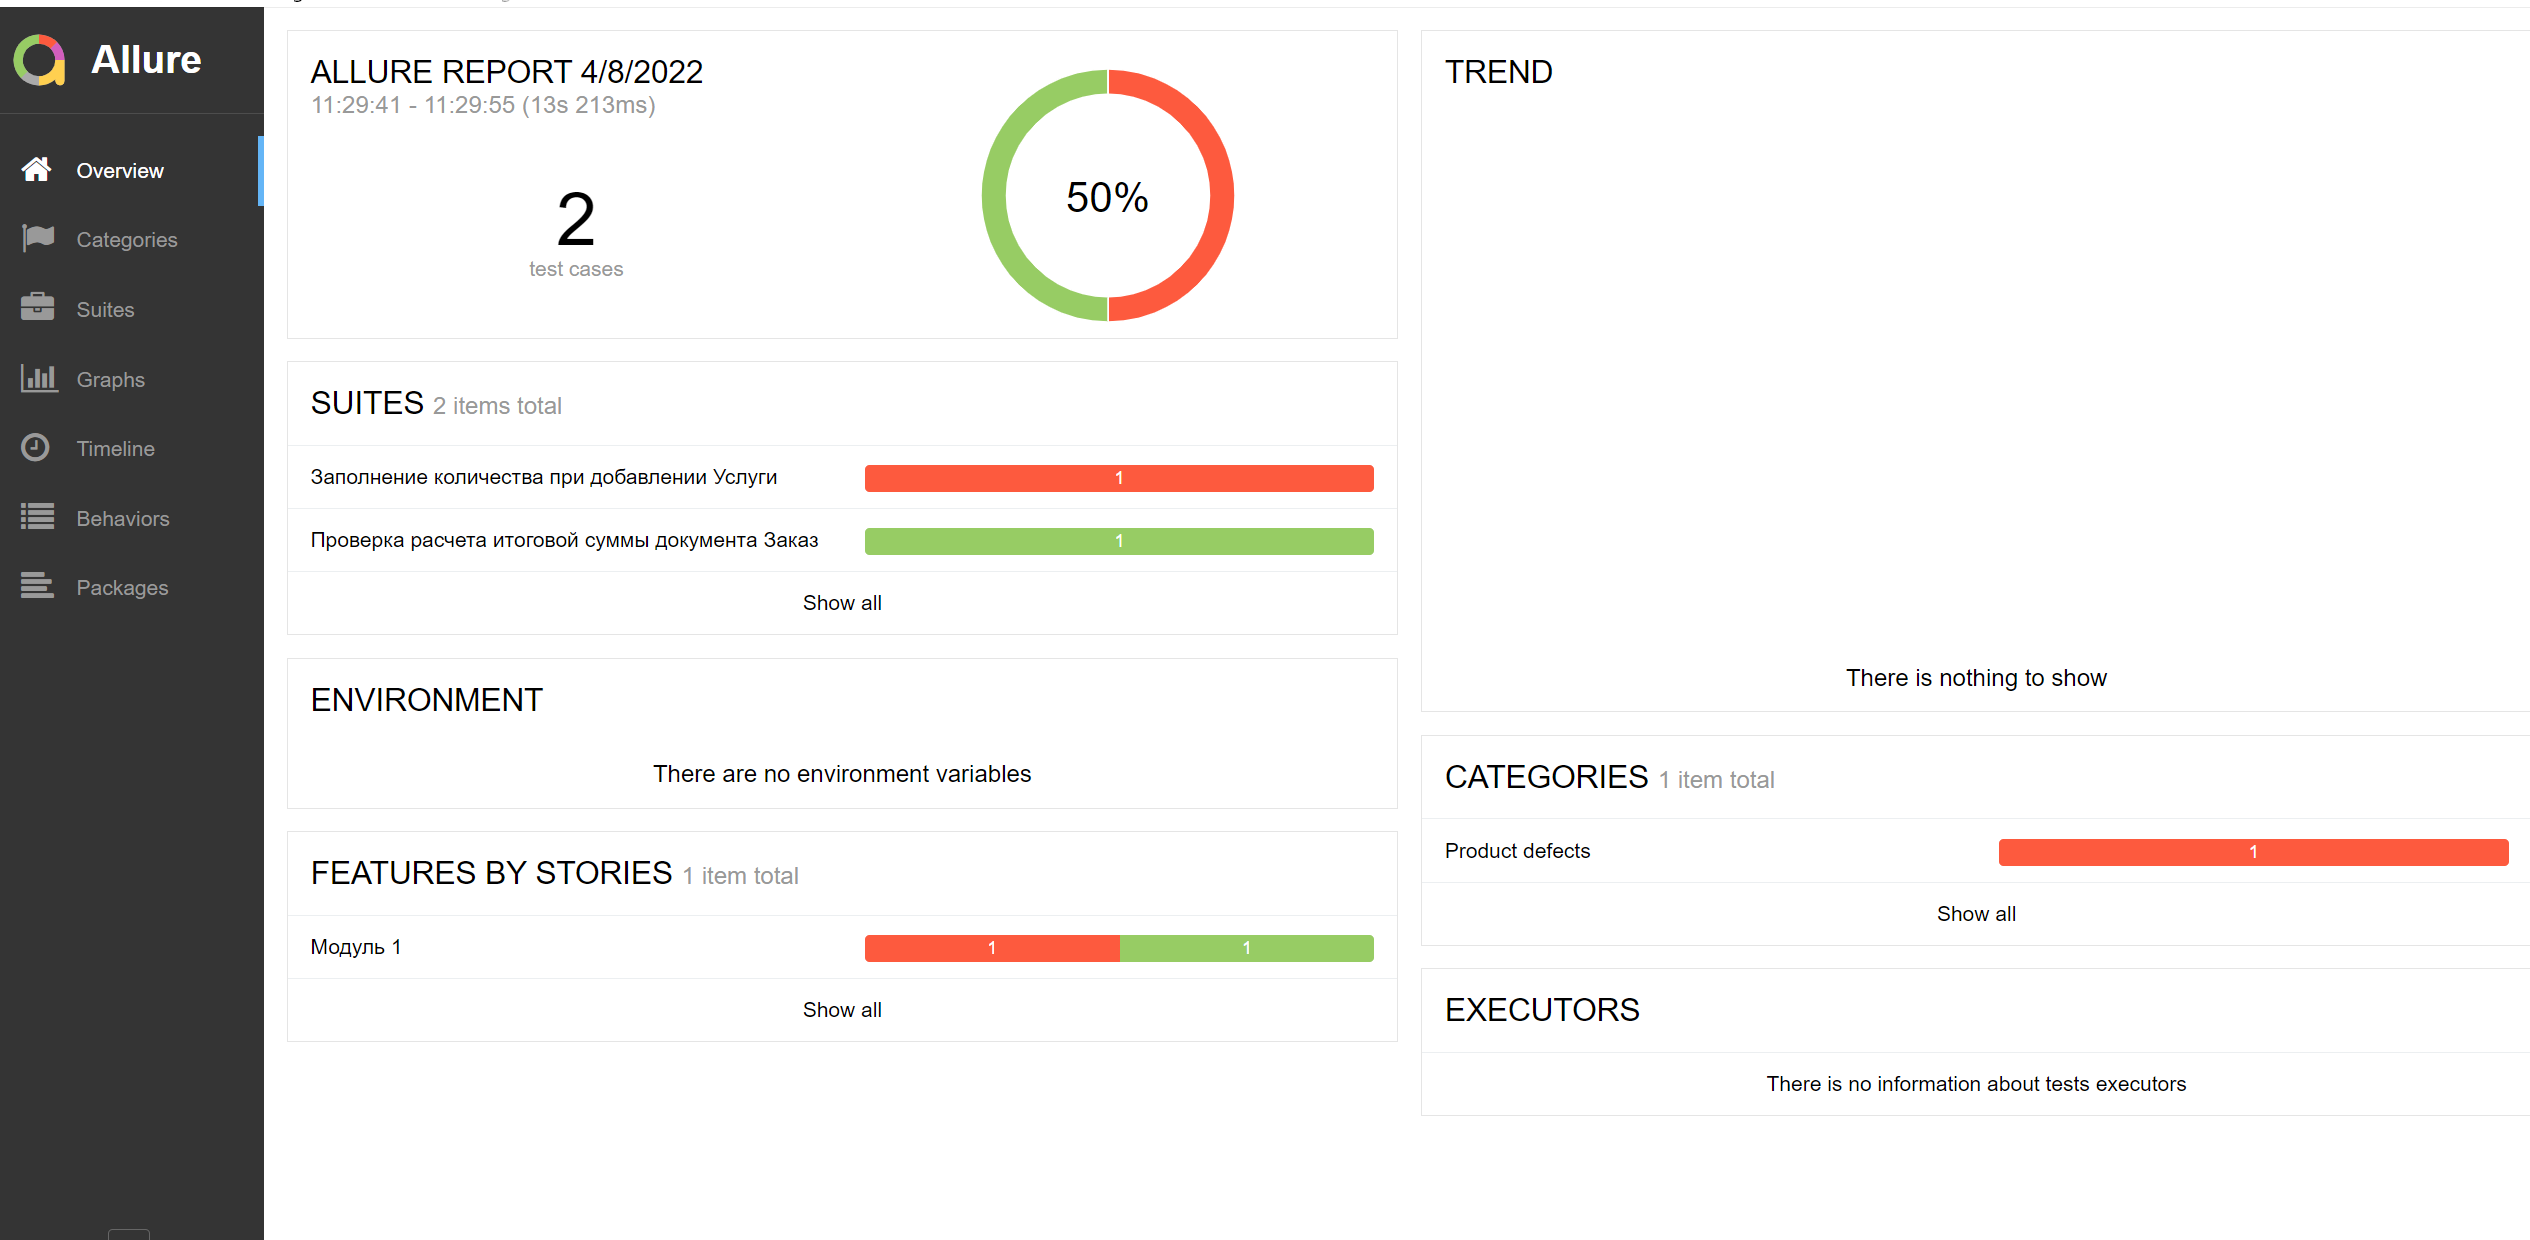 Allure
Overview
Categories
Suites
Graphs
Timeline
Behaviors
Packages
ALLURE REPORT 4/8/2022
11:29:41 - 11:29:55 (13s 213ms)
2
test cases
50%
SUITES 2 items total
Заполнение количества при добавлении Услуги 1
Проверка расчета итоговой суммы документа Заказ 1
Show all
ENVIRONMENT
There are no environment variables
FEATURES BY STORIES 1 item total
Модуль 1 1 1
Show all
TREND
There is nothing to show
CATEGORIES 1 item total
Product defects 1
Show all
EXECUTORS
There is no information about tests executors